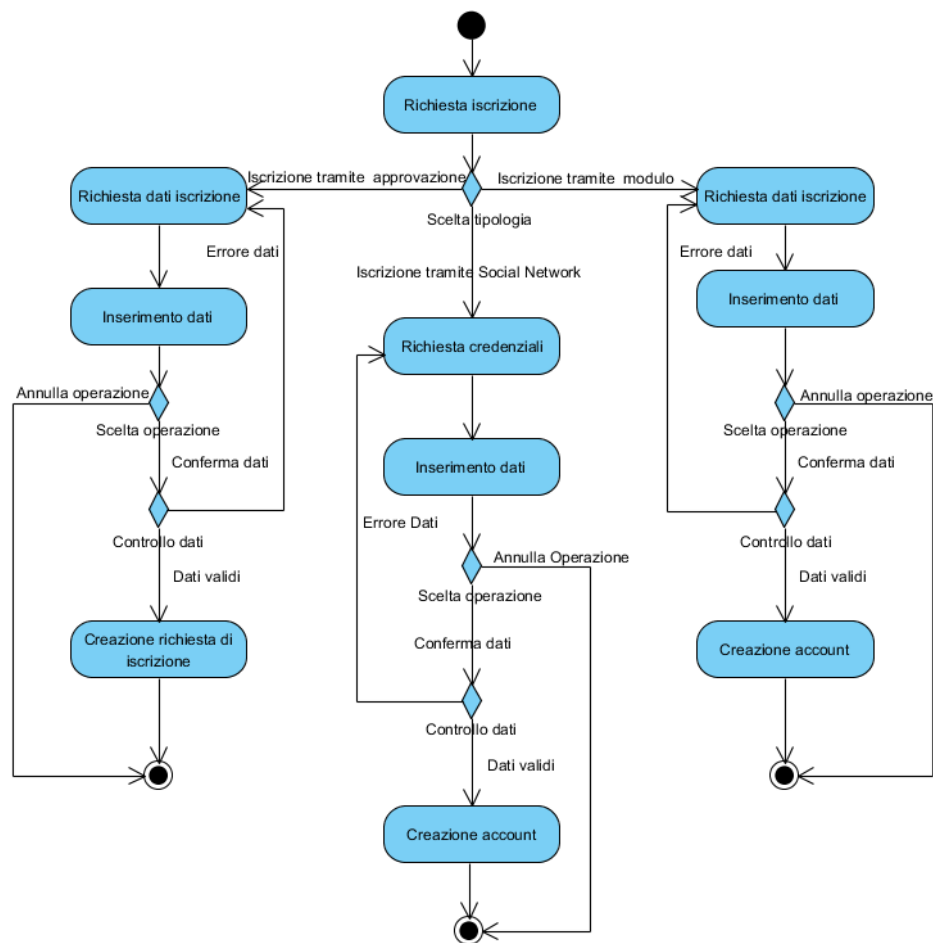 Richiesta iscrizione
Iscrizione tramite approvazione
Iscrizione tramite modulo
Richiesta dati iscrizione
Scelta tipologia
Richiesta dati iscrizione
Errore dati
Errore dati
Iscrizione tramite Social Network
Inserimento dati
Inserimento dati
Richiesta credenziali
Annulla operazione
Annulla operazione
Scelta operazione
Scelta operazione
Conferma dati
Inserimento dati
Conferma dati
Errore Dati
Controllo dati
Controllo dati
Annulla Operazione
Dati validi
Dati validi
Scelta operazione
Creazione richiesta di
iscrizione
Conferma dati
Creazione account
Controllo dati
Dati validi
Creazione account